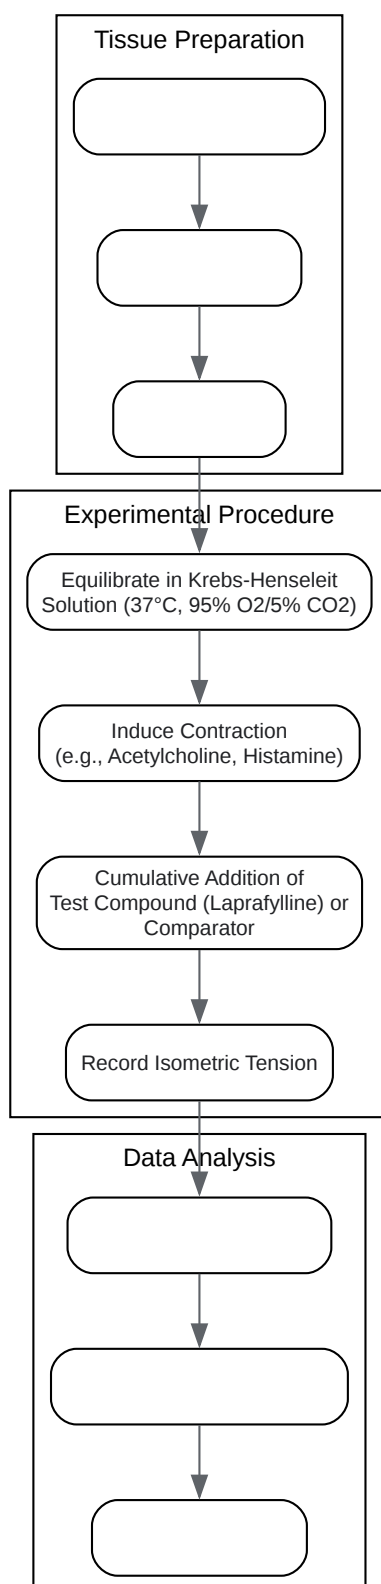 Tissue Preparation
Experimental Procedure
Equilibrate in Krebs-Henseleit
Solution (37°C, 95% O2/5% CO2)
Induce Contraction
(e.g., Acetylcholine, Histamine)
Cumulative Addition of
Test Compound (Laprafylline) or
Comparator
Record Isometric Tension
Data Analysis